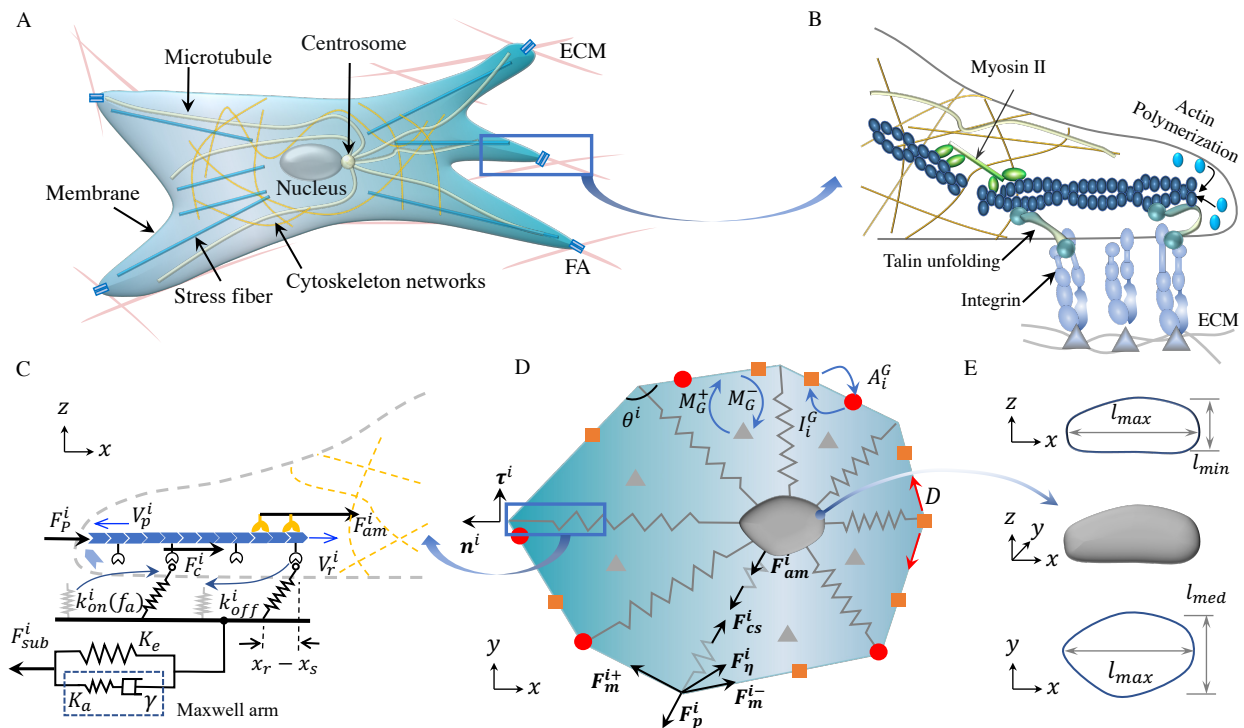 A
Microtubule
Centrosome
ECM
Membrane
Nucleus
Stress fiber
Cytoskeleton networks
FA
B
Myosin II
Actin
Polymerization
Talin unfolding
Integrin
ECM
C
z
x
F_P^i
V_p^i
F_am^i
F_c^i
V_r^i
k_on^i(f_a)
k_off^i
F_sub^i
K_e
x_r − x_s
K_a
γ
Maxwell arm
D
θ^i
M_G^+
M_G^-
A_i^G
I_i^G
τ^i
n^i
D
F_am^i
F_cs^i
F_η^i
F_m^{i+}
F_m^{i-}
F_p^i
y
x
E
z
x
l_max
l_min
z
y
x
l_med
y
x
l_max